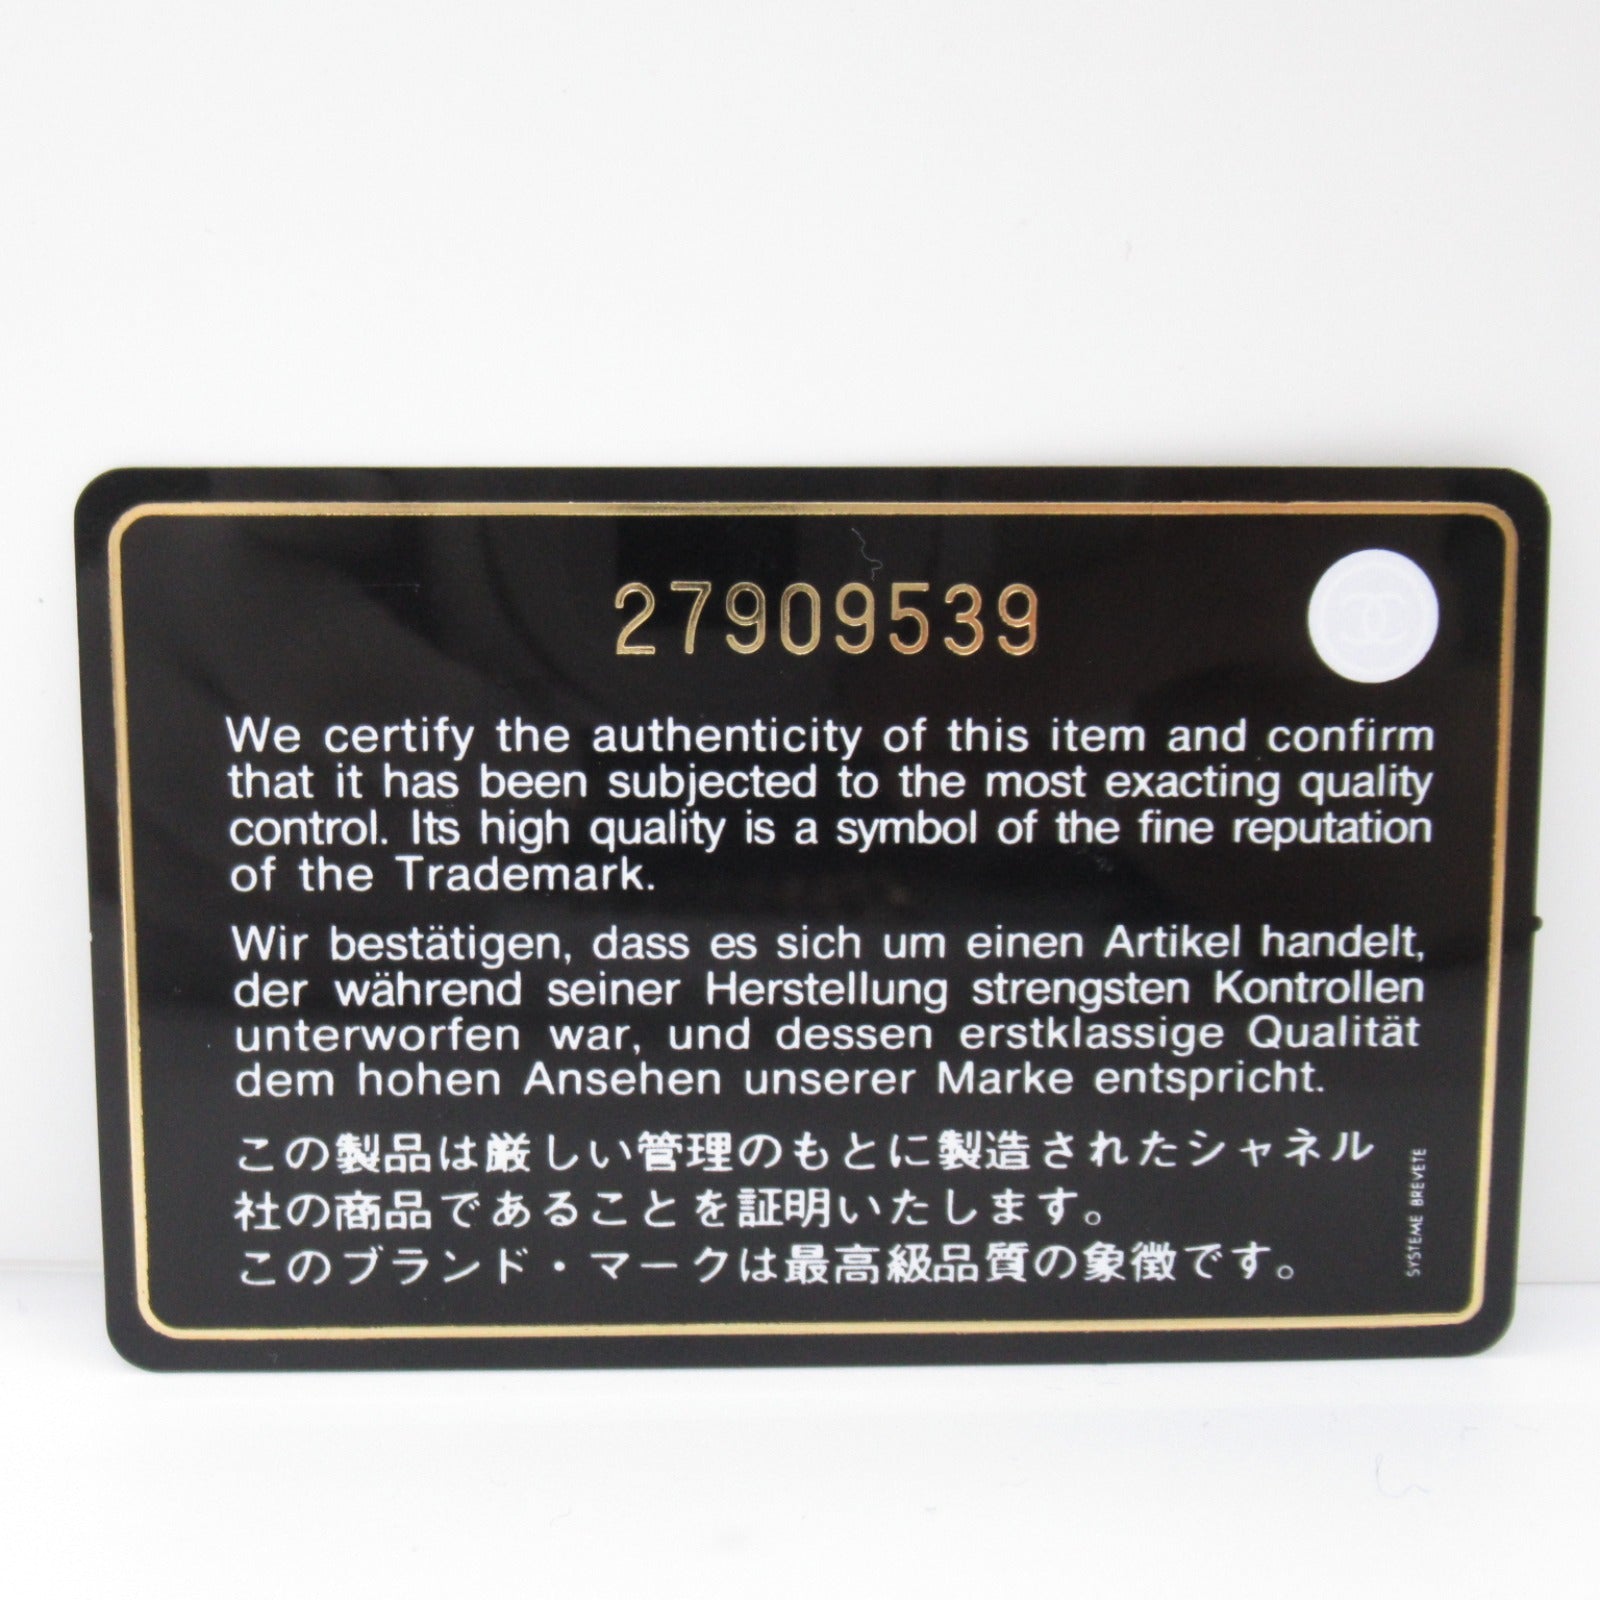 27909539
We certify the authenticity of this item and confirm
that it has been subjected to the most exacting quality
control. Its high quality is a symbol of the fine reputation
of the Trademark.
Wir bestätigen, dass es sich um einen Artikel handelt,
der während seiner Herstellung strengsten Kontrollen
unterworfen war, und dessen erstklassige Qualität
dem hohen Ansehen unserer Marke entspricht.
この製品は厳しい管理のもとに製造されたシャネル
社の商品であることを証明いたします。
このブランド・マークは最高級品質の象徴です。
SYSTEME BREVETE